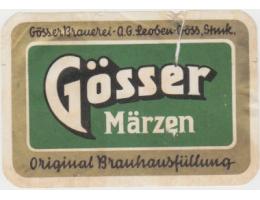 Gösser Brauerei-A.G. Leoben-Göss, Stmk.
Gösser
Märzen
Original Brauhausfüllung